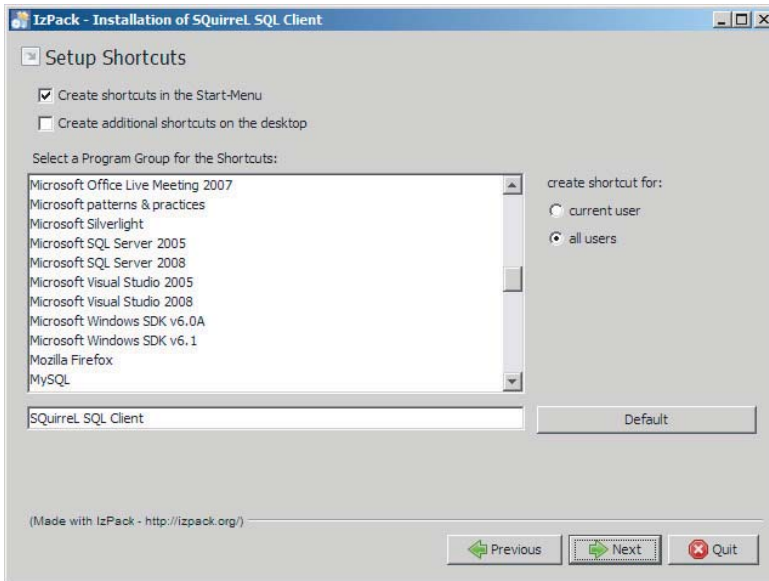 IzPack - Installation of SQuirreL SQL Client
Setup Shortcuts
Create shortcuts in the Start-Menu
Create additional shortcuts on the desktop
Select a Program Group for the Shortcuts:
Microsoft Office Live Meeting 2007
Microsoft patterns & practices
Microsoft Silverlight
Microsoft SQL Server 2005
Microsoft SQL Server 2008
Microsoft Visual Studio 2005
Microsoft Visual Studio 2008
Microsoft Windows SDK v6.0A
Microsoft Windows SDK v6.1
Mozilla Firefox
MySQL
create shortcut for:
current user
all users
SQuirreL SQL Client
Default
(Made with IzPack - http://izpack.org/)
Previous
Next
Quit